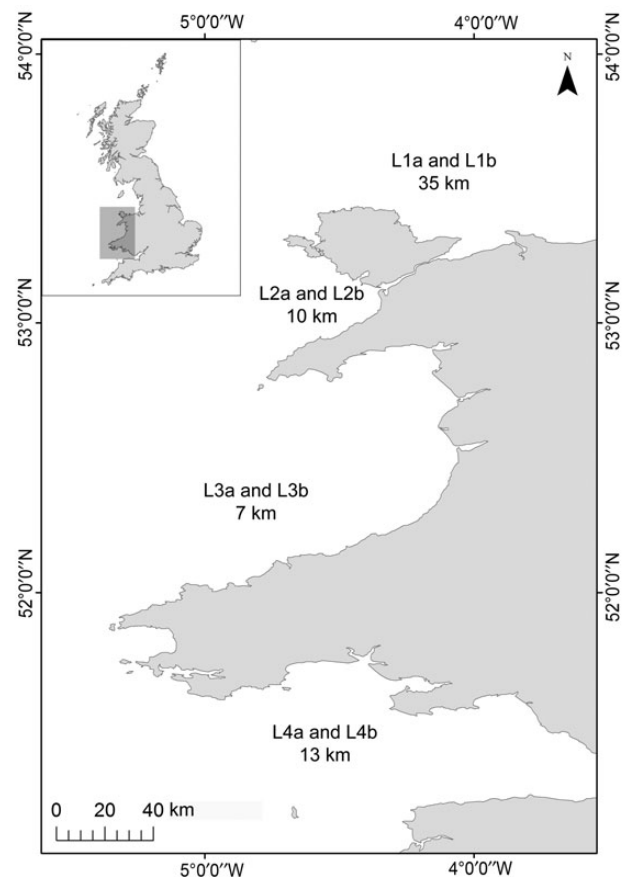 5°0′0″W 4°0′0″W
54°0′0″N 54°0′0″N
N
L1a and L1b
35 km
L2a and L2b
10 km
53°0′0″N 53°0′0″N
L3a and L3b
7 km
52°0′0″N 52°0′0″N
L4a and L4b
13 km
0 20 40 km
5°0′0″W 4°0′0″W